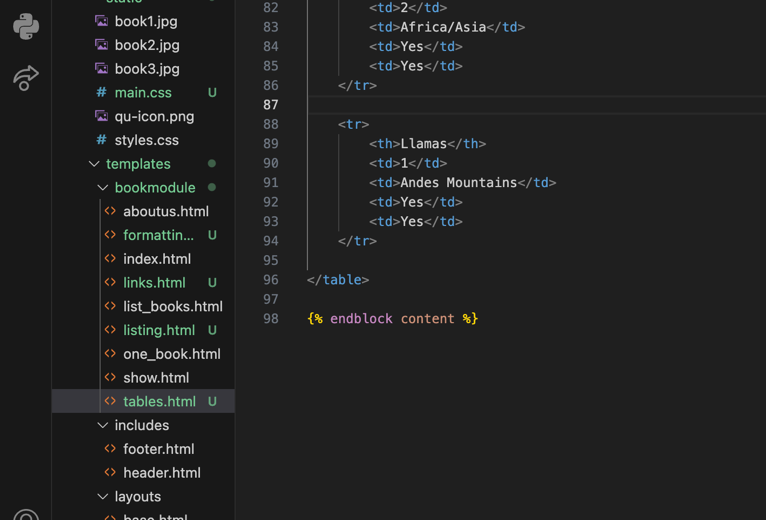 static
book1.jpg
book2.jpg
book3.jpg
# main.css U
qu-icon.png
# styles.css
templates
bookmodule
<> aboutus.html
<> formattin... U
<> index.html
<> links.html U
<> list_books.html
<> listing.html U
<> one_book.html
<> show.html
<> tables.html U
includes
<> footer.html
<> header.html
layouts
<> base.html
82 <td>2</td>
83 <td>Africa/Asia</td>
84 <td>Yes</td>
85 <td>Yes</td>
86 </tr>
87
88 <tr>
89 <th>Llamas</th>
90 <td>1</td>
91 <td>Andes Mountains</td>
92 <td>Yes</td>
93 <td>Yes</td>
94 </tr>
95
96 </table>
97
98 {% endblock content %}